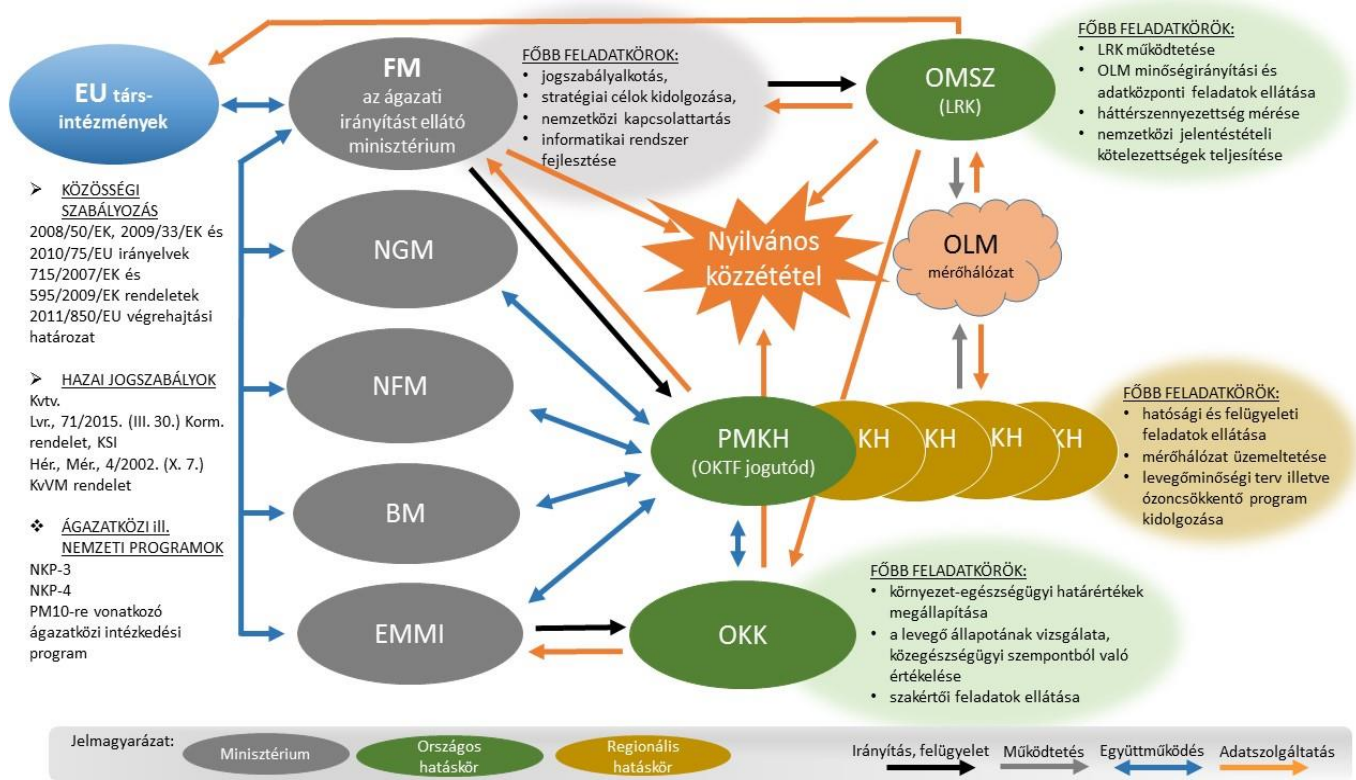 EU társ-
intézmények
FM
az ágazati
irányítást ellátó
minisztérium
FŐBB FELADATKÖROK:
• jogszabályalkotás,
• stratégiai célok kidolgozása,
• nemzetközi kapcsolattartás
• informatikai rendszer
fejlesztése
OMSZ
(LRK)
FŐBB FELADATKÖRÖK:
• LRK működtetése
• OLM minőségirányítási és
adatközponti feladatok ellátása
• háttérszennyezettség mérése
• nemzetközi jelentéstételi
kötelezettségek teljesítése
➢ KÖZÖSSÉGI
SZABÁLYOZÁS
2008/50/EK, 2009/33/EK és
2010/75/EU irányelvek
715/2007/EK és
595/2009/EK rendeletek
2011/850/EU végrehajtási
határozat
➢ HAZAI JOGSZABÁLYOK
Kvtv.
Lvr., 71/2015. (III. 30.) Korm.
rendelet, KSI
Hér., Mér., 4/2002. (X. 7.)
KvVM rendelet
❖ ÁGAZATKÖZI ill.
NEMZETI PROGRAMOK
NKP-3
NKP-4
PM10-re vonatkozó
ágazatközi intézkedési
program
NGM
NFM
BM
EMMI
Nyilvános
közzététel
OLM
mérőhálózat
PMKH
(OKTF jogutód)
KH
KH
KH
KH
FŐBB FELADATKÖRÖK:
• hatósági és felügyeleti
feladatok ellátása
• mérőhálózat üzemeltetése
• levegőminőségi terv illetve
ózoncsökkentő program
kidolgozása
OKK
FŐBB FELADATKÖRÖK:
• környezet-egészségügyi határértékek
megállapítása
• a levegő állapotának vizsgálata,
közegészségügyi szempontból való
értékelése
• szakértői feladatok ellátása
Jelmagyarázat:
Minisztérium
Országos
hatáskör
Regionális
hatáskör
Irányítás, felügyelet
Működtetés
Együttműködés
Adatszolgáltatás